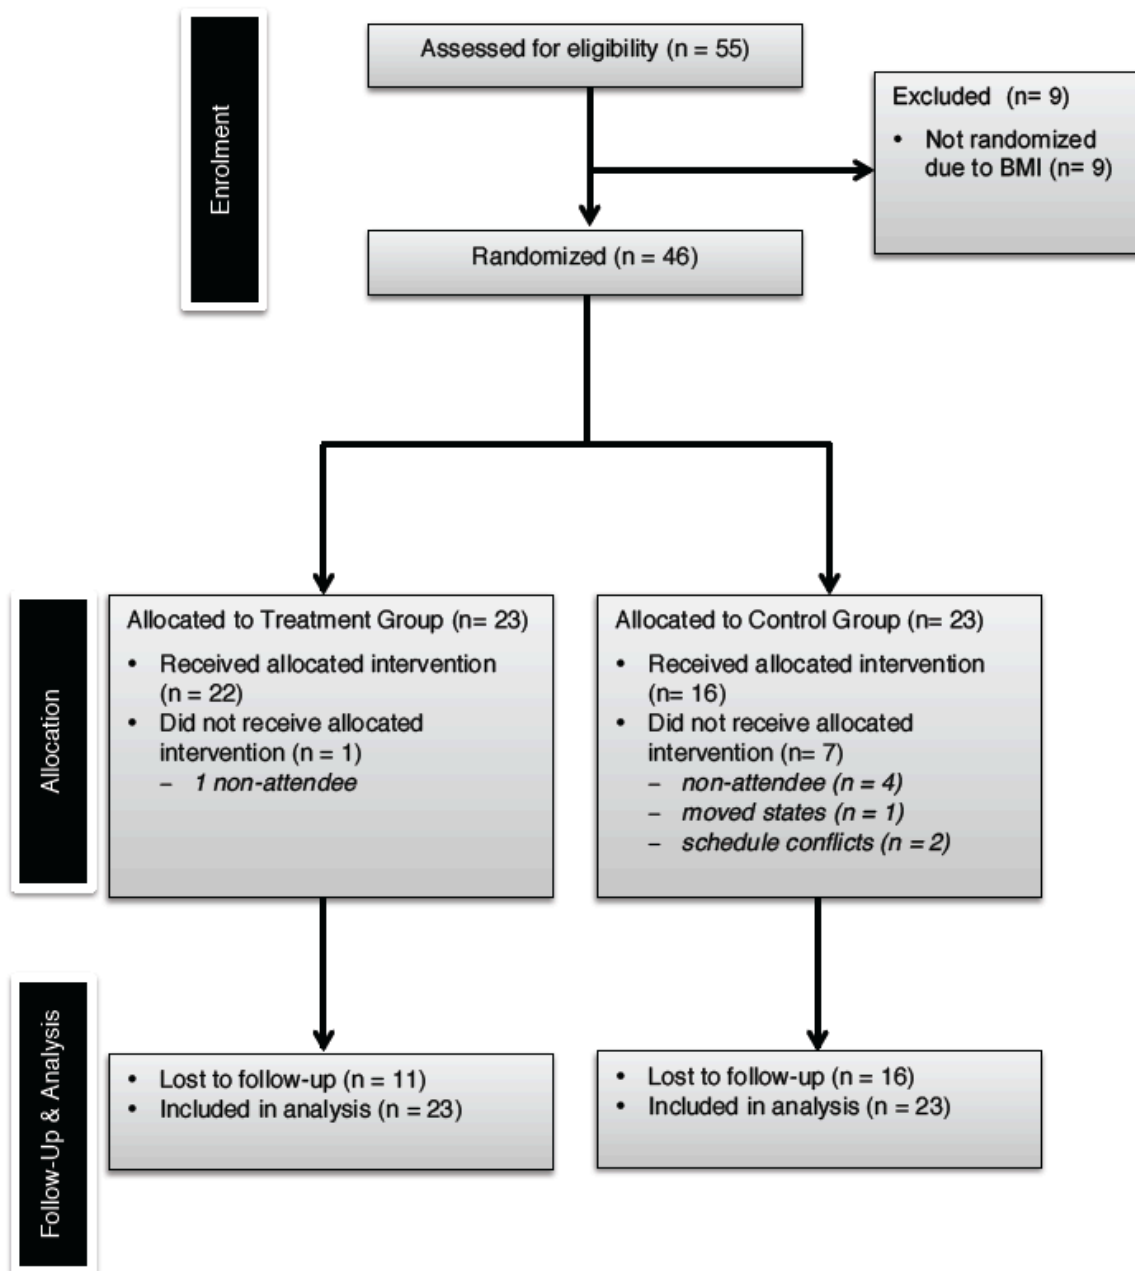 Enrolment
Assessed for eligibility (n = 55)
Excluded (n= 9)
• Not randomized
due to BMI (n= 9)
Randomized (n = 46)
Allocation
Allocated to Treatment Group (n= 23)
• Received allocated intervention
(n = 22)
• Did not receive allocated
intervention (n = 1)
– 1 non-attendee
Allocated to Control Group (n= 23)
• Received allocated intervention
(n= 16)
• Did not receive allocated
intervention (n= 7)
– non-attendee (n = 4)
– moved states (n = 1)
– schedule conflicts (n = 2)
Follow-Up & Analysis
• Lost to follow-up (n = 11)
• Included in analysis (n = 23)
• Lost to follow-up (n = 16)
• Included in analysis (n = 23)